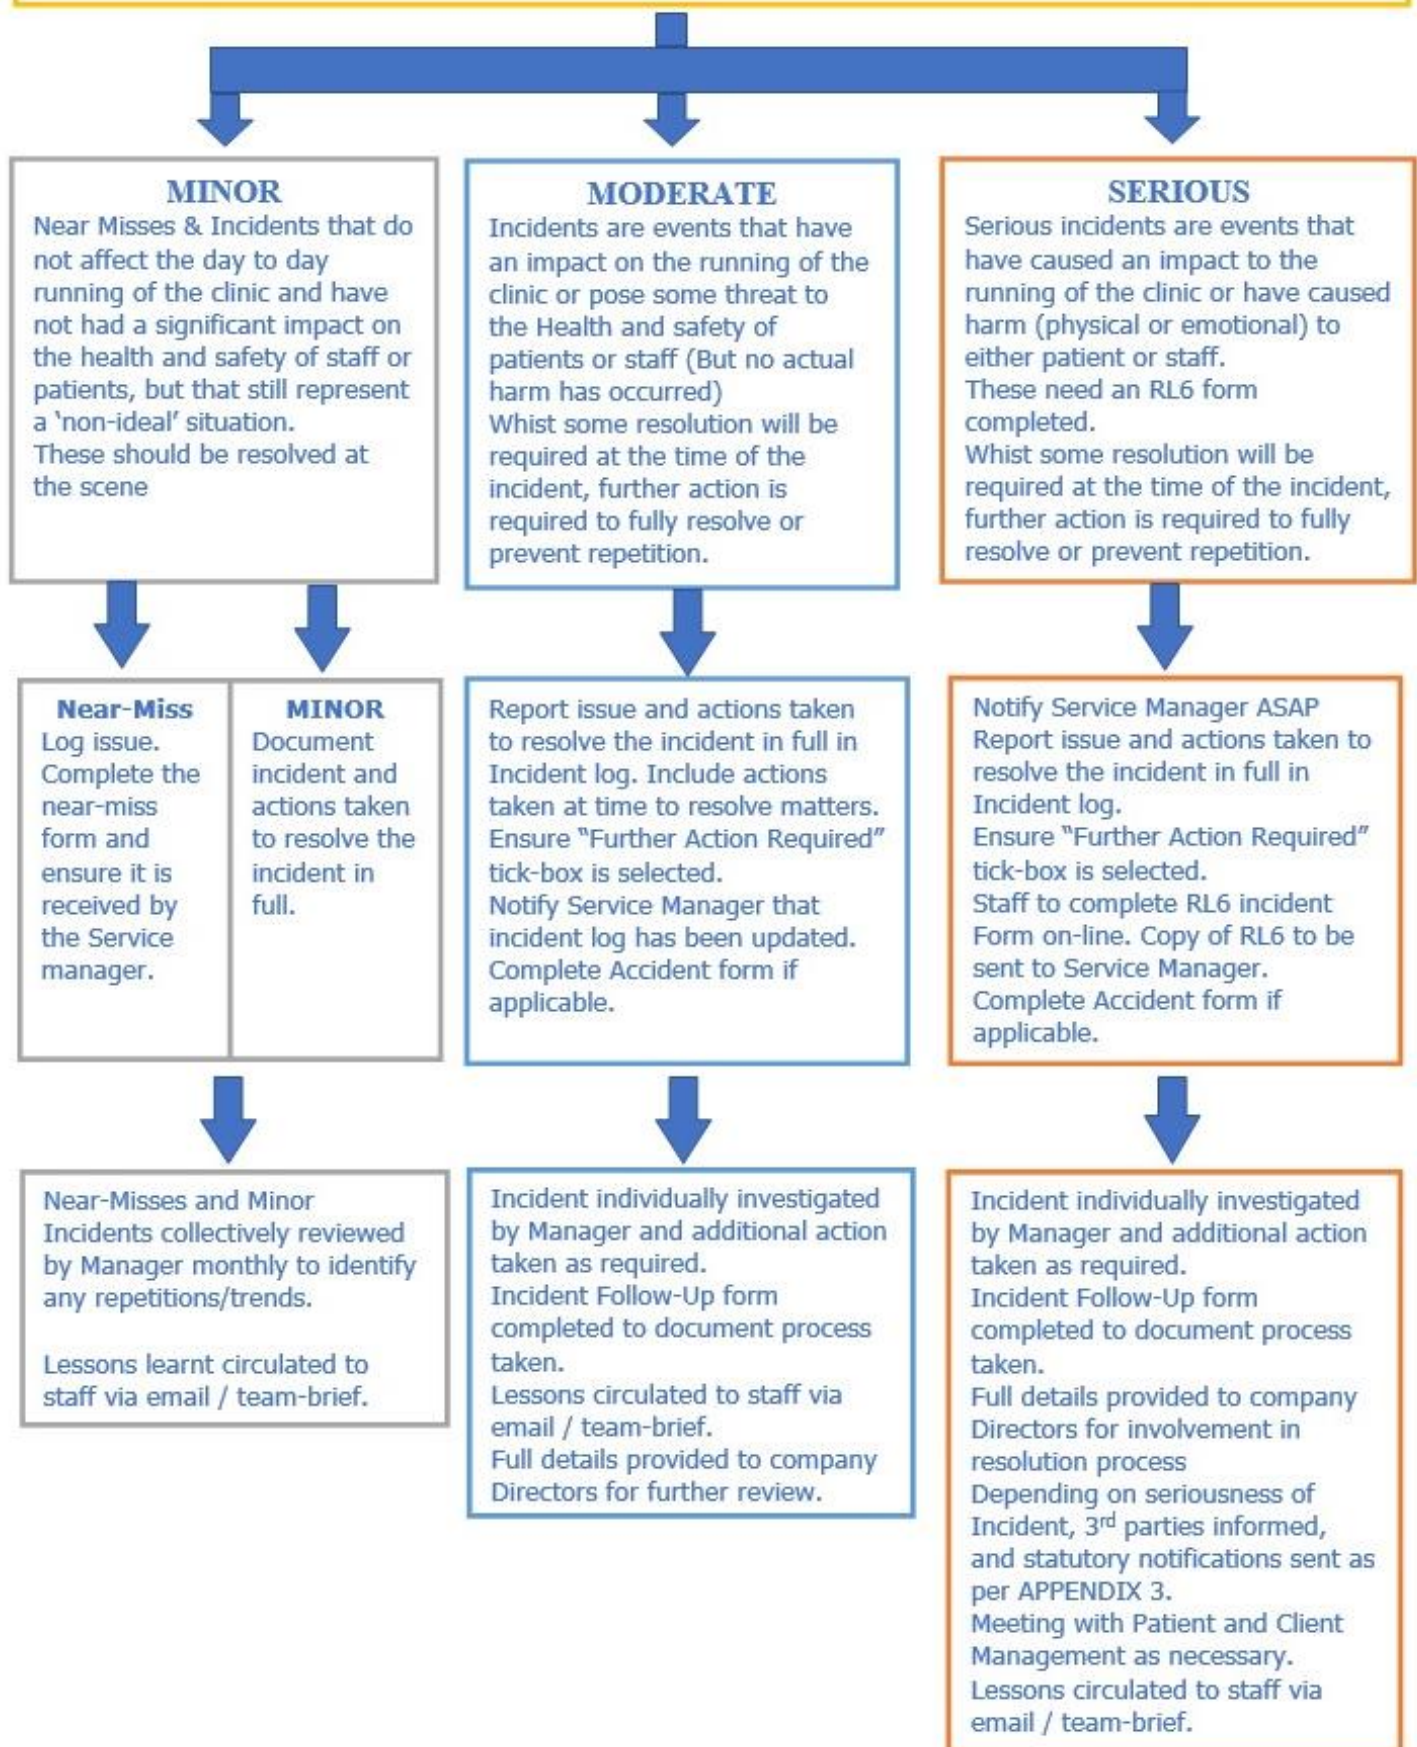 MINOR
Near Misses & Incidents that do
not affect the day to day
running of the clinic and have
not had a significant impact on
the health and safety of staff or
patients, but that still represent
a ‘non-ideal’ situation.
These should be resolved at
the scene
MODERATE
Incidents are events that have
an impact on the running of the
clinic or pose some threat to
the Health and safety of
patients or staff (But no actual
harm has occurred)
Whist some resolution will be
required at the time of the
incident, further action is
required to fully resolve or
prevent repetition.
SERIOUS
Serious incidents are events that
have caused an impact to the
running of the clinic or have caused
harm (physical or emotional) to
either patient or staff.
These need an RL6 form
completed.
Whist some resolution will be
required at the time of the incident,
further action is required to fully
resolve or prevent repetition.
Near-Miss
Log issue.
Complete the
near-miss
form and
ensure it is
received by
the Service
manager.
MINOR
Document
incident and
actions taken
to resolve the
incident in
full.
Report issue and actions taken
to resolve the incident in full in
Incident log. Include actions
taken at time to resolve matters.
Ensure “Further Action Required”
tick-box is selected.
Notify Service Manager that
incident log has been updated.
Complete Accident form if
applicable.
Notify Service Manager ASAP
Report issue and actions taken to
resolve the incident in full in
Incident log.
Ensure “Further Action Required”
tick-box is selected.
Staff to complete RL6 incident
Form on-line. Copy of RL6 to be
sent to Service Manager.
Complete Accident form if
applicable.
Near-Misses and Minor
Incidents collectively reviewed
by Manager monthly to identify
any repetitions/trends.
Lessons learnt circulated to
staff via email / team-brief.
Incident individually investigated
by Manager and additional action
taken as required.
Incident Follow-Up form
completed to document process
taken.
Lessons circulated to staff via
email / team-brief.
Full details provided to company
Directors for further review.
Incident individually investigated
by Manager and additional action
taken as required.
Incident Follow-Up form
completed to document process
taken.
Full details provided to company
Directors for involvement in
resolution process
Depending on seriousness of
Incident, 3rd parties informed,
and statutory notifications sent as
per APPENDIX 3.
Meeting with Patient and Client
Management as necessary.
Lessons circulated to staff via
email / team-brief.